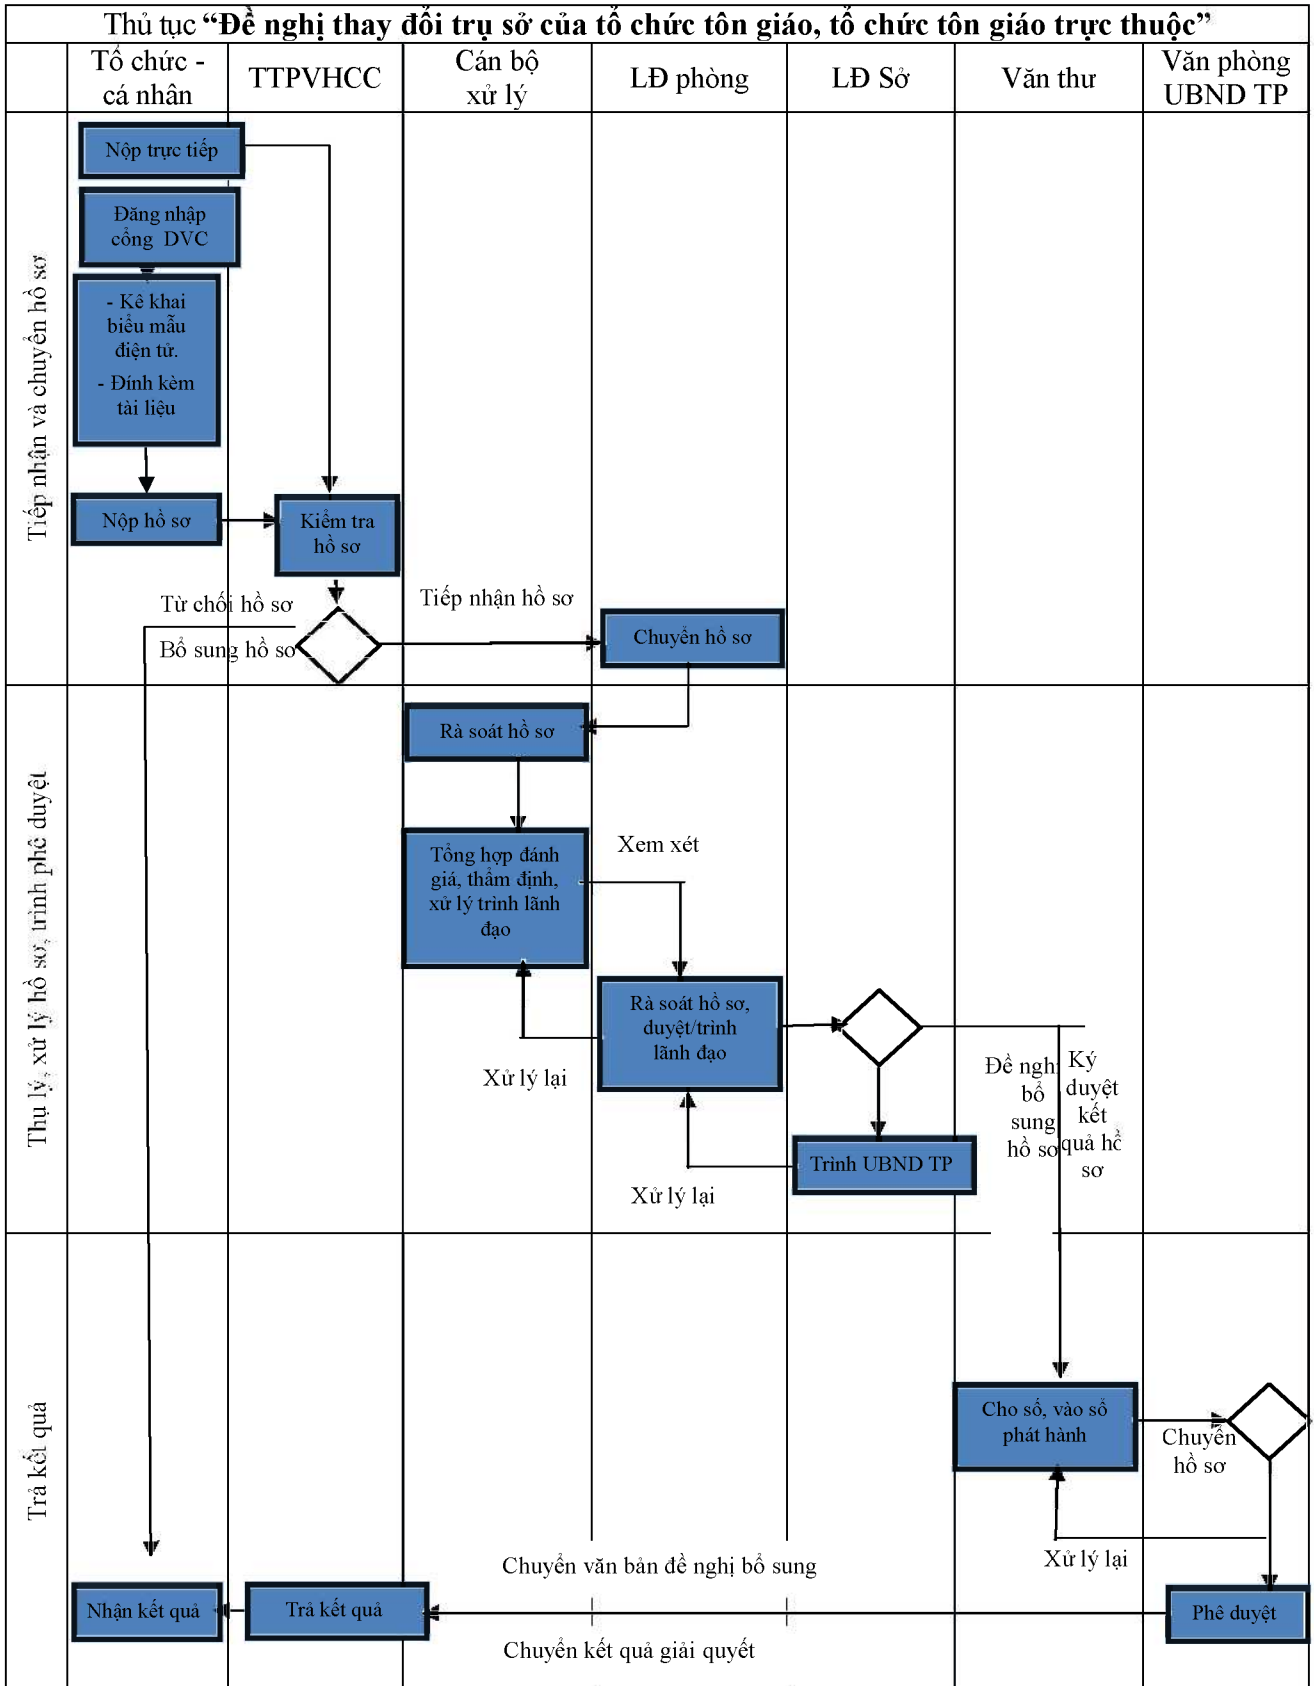 Thủ tục “Đề nghị thay đổi trụ sở của tổ chức tôn giáo, tổ chức tôn giáo trực thuộc”
Tổ chức -
cá nhân
TTPVHCC
Cán bộ
xử lý
LĐ phòng
LĐ Sở
Văn thư
Văn phòng
UBND TP
Tiếp nhận và chuyển hồ sơ
Nộp trực tiếp
Đăng nhập
cổng DVC
- Kê khai
biểu mẫu
điện tử.
- Đính kèm
tài liệu
Nộp hồ sơ
Kiểm tra
hồ sơ
Từ chối hồ sơ
Bổ sung hồ sơ
Tiếp nhận hồ sơ
Chuyển hồ sơ
Thụ lý, xử lý hồ sơ, trình phê duyệt
Rà soát hồ sơ
Tổng hợp đánh
giá, thẩm định,
xử lý trình lãnh
đạo
Xem xét
Rà soát hồ sơ,
duyệt/trình
lãnh đạo
Xử lý lại
Đề nghị
bổ
sung
hồ sơ
Ký
duyệt
kết
quả hồ
sơ
Trình UBND TP
Xử lý lại
Trả kết quả
Cho số, vào sổ
phát hành
Chuyển
hồ sơ
Xử lý lại
Chuyển văn bản đề nghị bổ sung
Nhận kết quả
Trả kết quả
Phê duyệt
Chuyển kết quả giải quyết